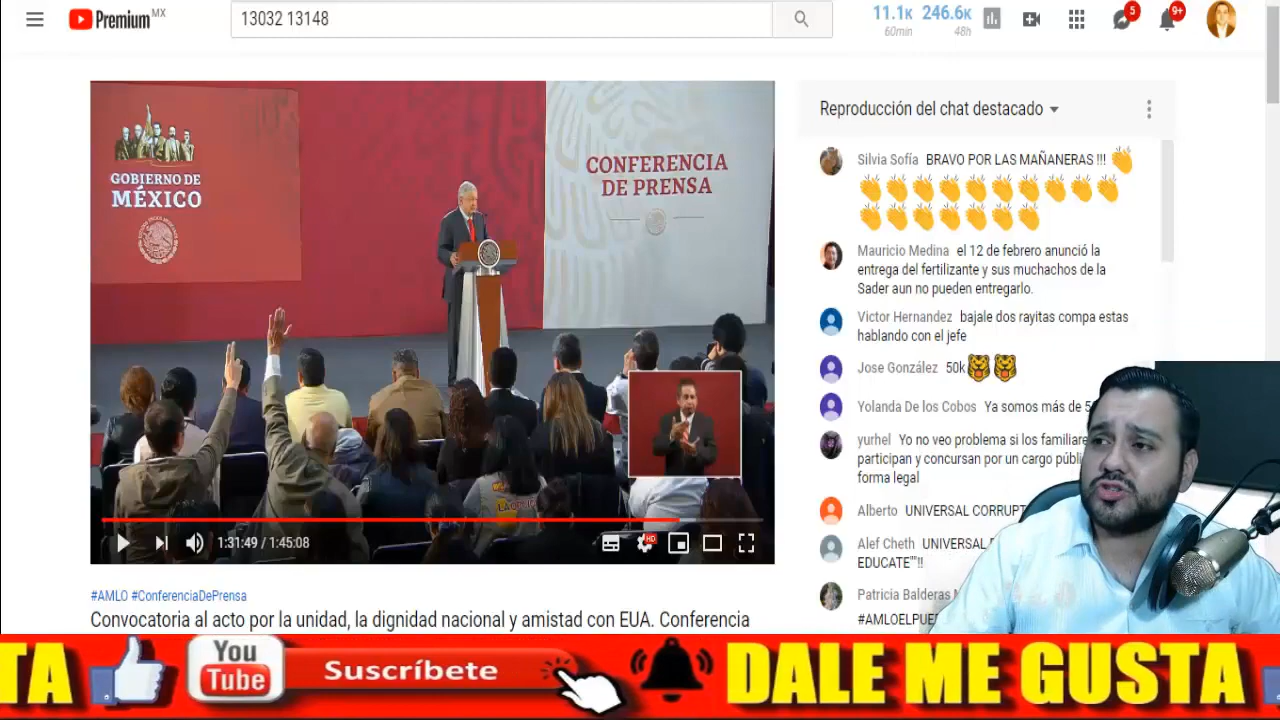 Premium MX
13032 13148
11.1K 246.6K
60min 48h
5
9+
GOBIERNO DE
MÉXICO
CONFERENCIA
DE PRENSA
1:31:49 / 1:45:08
HD
#AMLO #ConferenciaDePrensa
Convocatoria al acto por la unidad, la dignidad nacional y amistad con EUA. Conferencia
Reproducción del chat destacado
Silvia Sofía BRAVO POR LAS MAÑANERAS !!!
Mauricio Medina el 12 de febrero anunció la
entrega del fertilizante y sus muchachos de la
Sader aun no pueden entregarlo.
Victor Hernandez bajale dos rayitas compa estas
hablando con el jefe
Jose González 50k
Yolanda De los Cobos Ya somos más de
yurhel Yo no veo problema si los
participan y concursan por un cargo
forma legal
Alberto UNIVERSAL
Alef Cheth UNIVERSAL
EDUCATE"!!
Patricia Balderas
TA
You
Tube
Suscríbete
DALE ME GUSTA